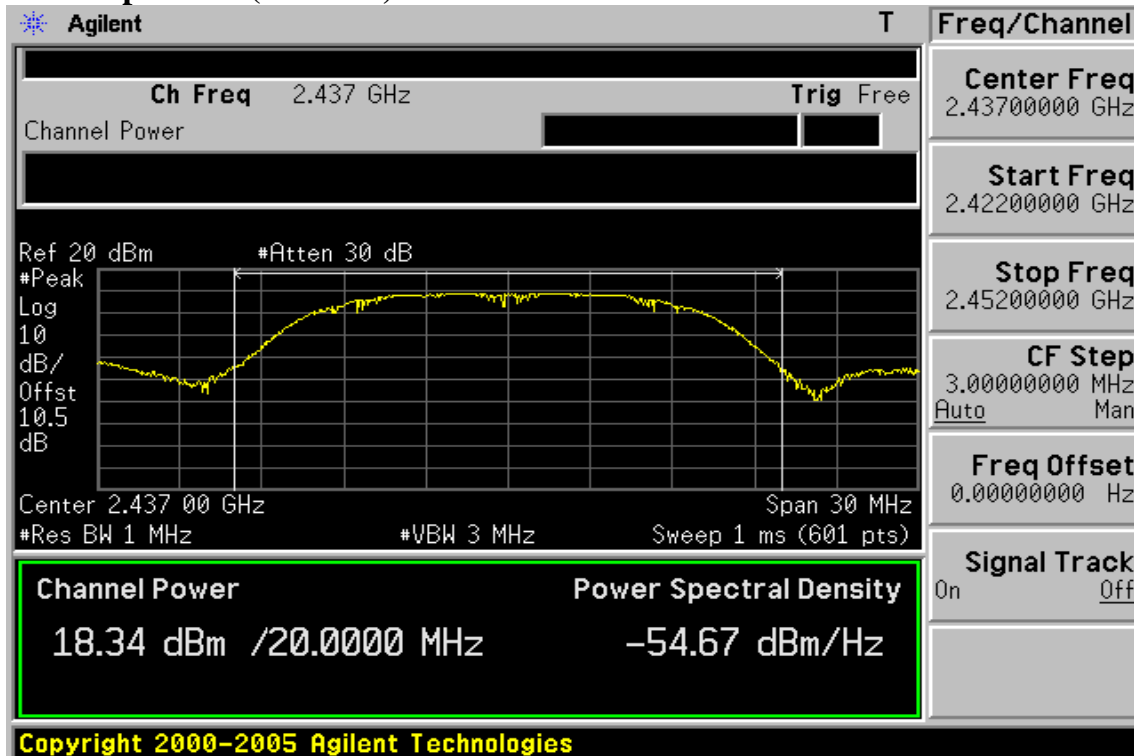 Agilent T
Freq/Channel
Ch Freq 2.437 GHz Trig Free
Channel Power
Center Freq
2.43700000 GHz
Start Freq
2.42200000 GHz
Stop Freq
2.45200000 GHz
CF Step
3.00000000 MHz
Auto Man
Freq Offset
0.00000000 Hz
Signal Track
On Off
Ref 20 dBm #Atten 30 dB
#Peak
Log
10
dB/
Offst
10.5
dB
Center 2.437 00 GHz Span 30 MHz
#Res BW 1 MHz #VBW 3 MHz Sweep 1 ms (601 pts)
Channel Power Power Spectral Density
18.34 dBm /20.0000 MHz -54.67 dBm/Hz
Copyright 2000-2005 Agilent Technologies